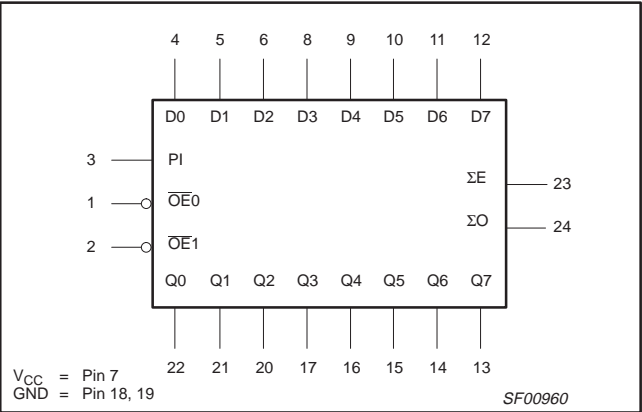 4 5 6 8 9 10 11 12
D0 D1 D2 D3 D4 D5 D6 D7
3 PI
ΣE 23
1 O̅E̅0
ΣO 24
2 O̅E̅1
Q0 Q1 Q2 Q3 Q4 Q5 Q6 Q7
22 21 20 17 16 15 14 13
VCC = Pin 7
GND = Pin 18, 19
SF00960